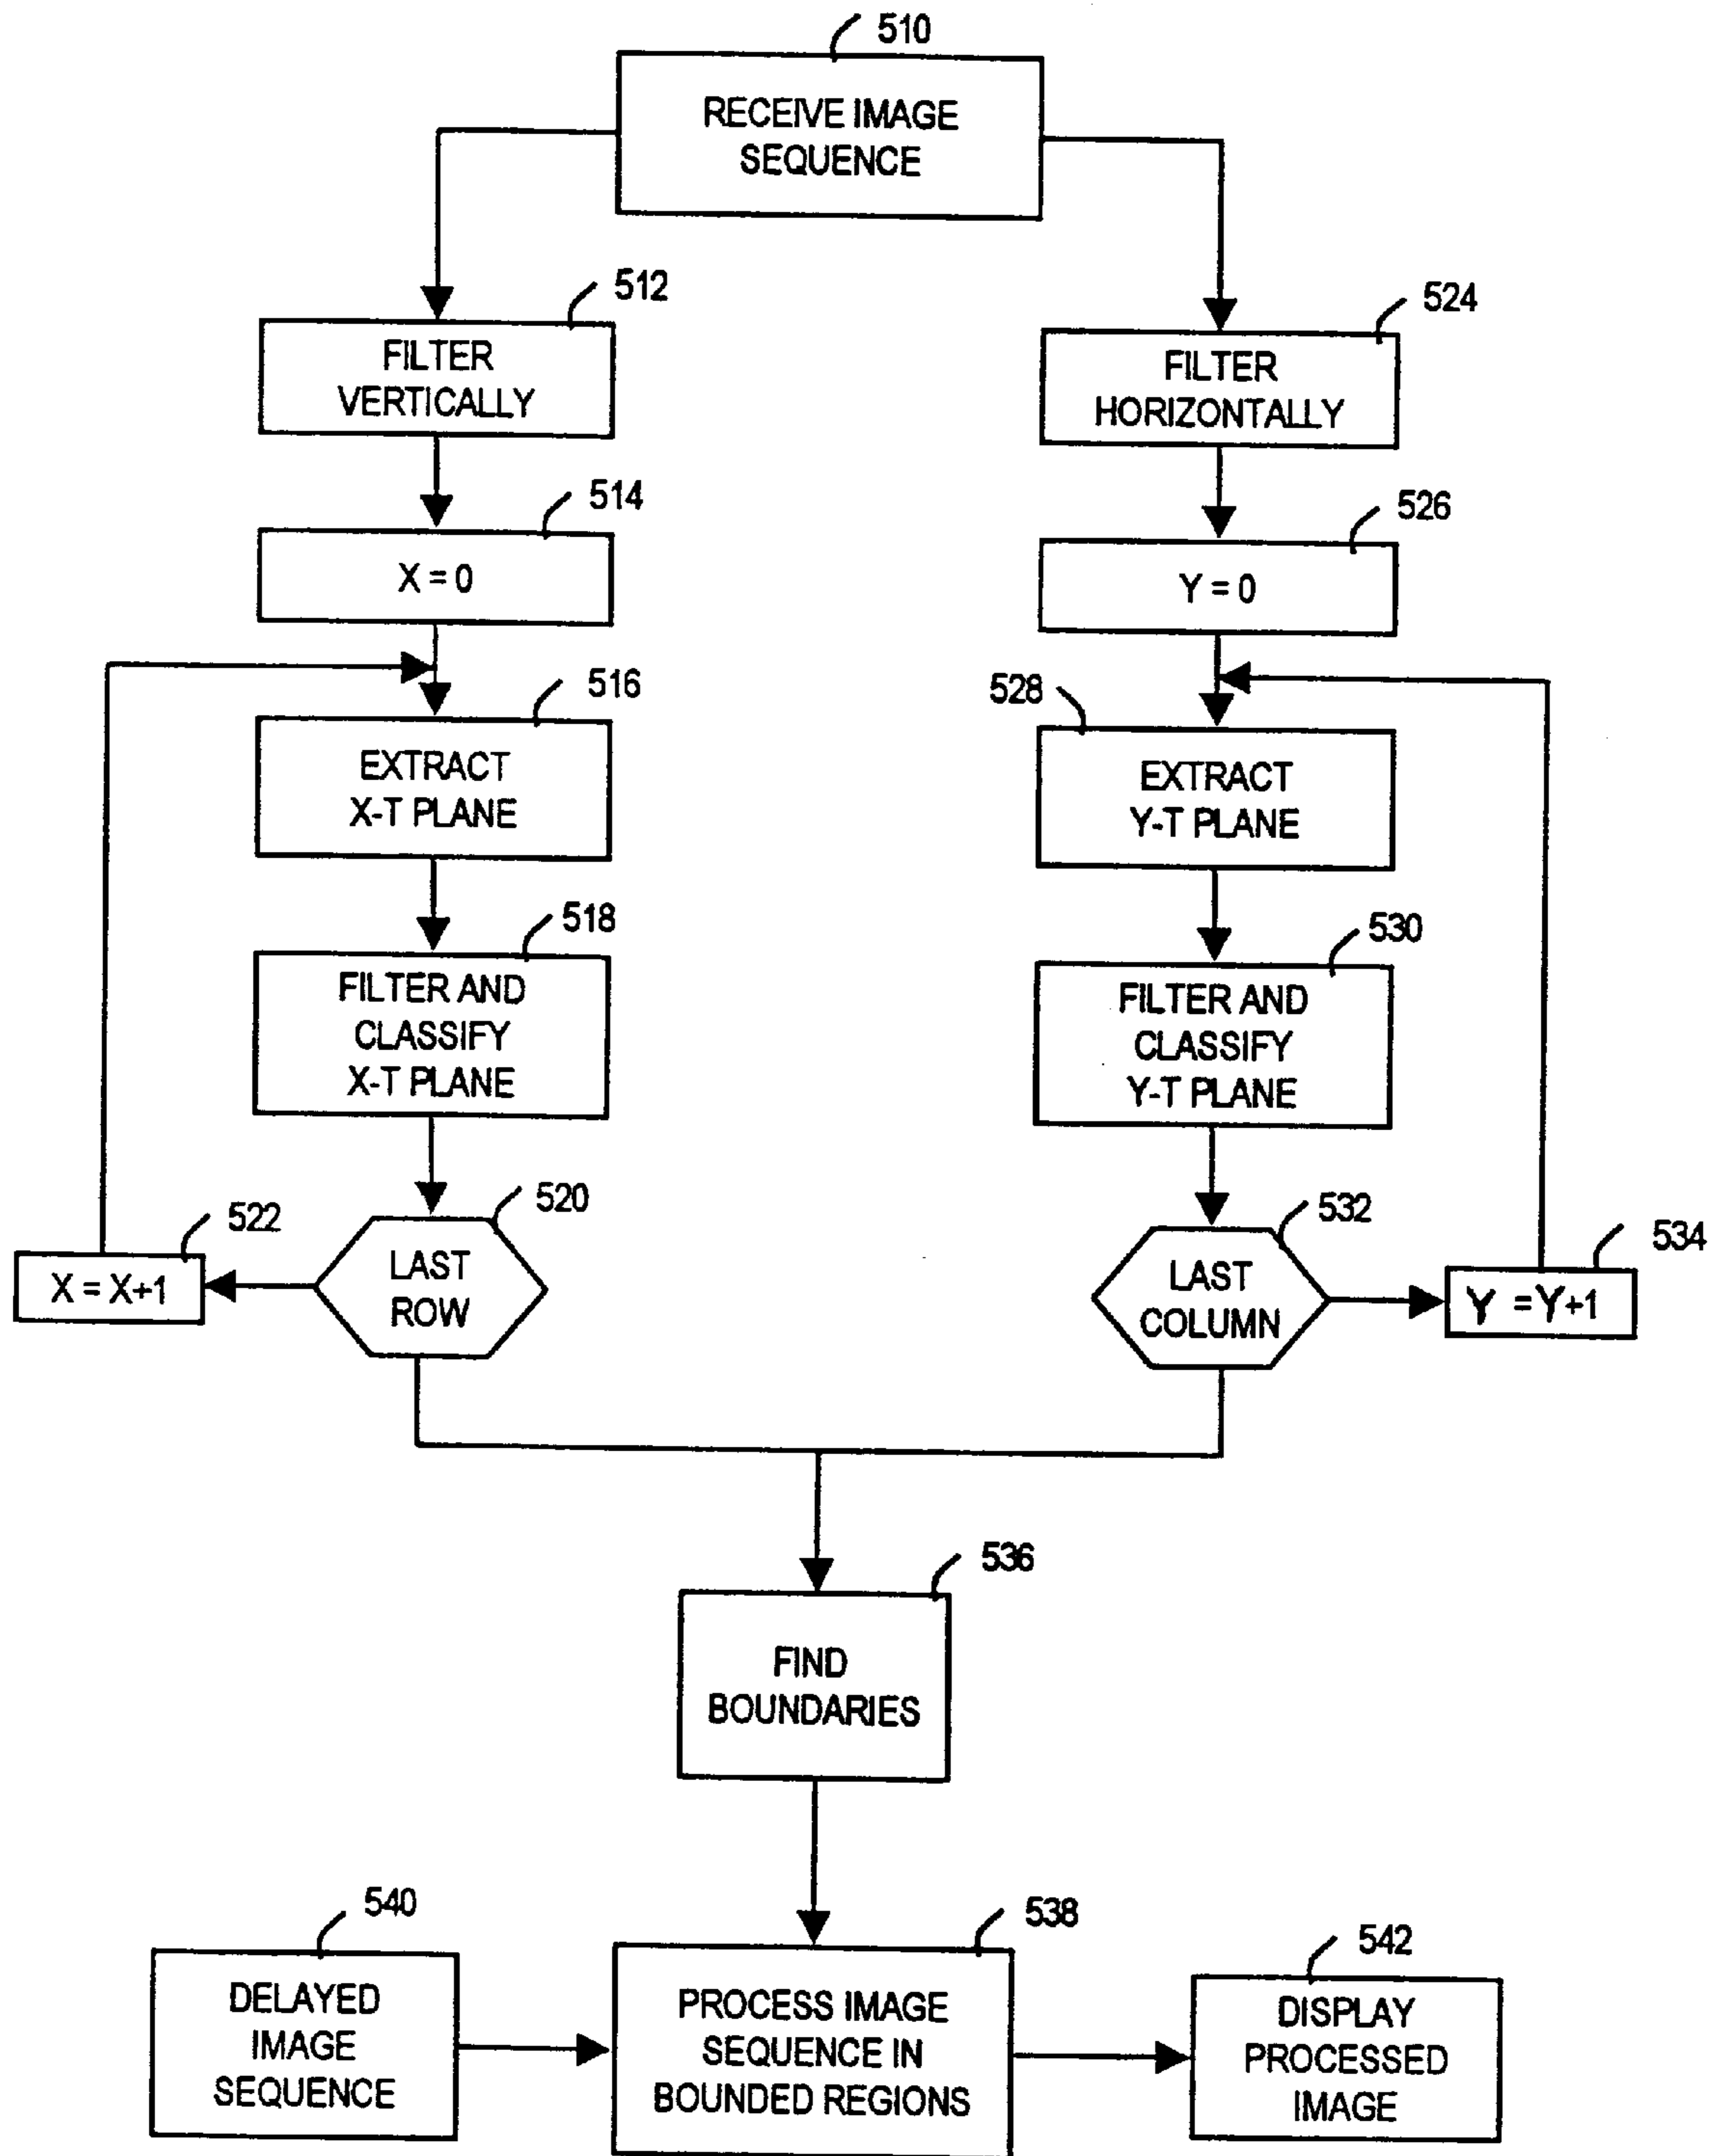 510
RECEIVE IMAGE
SEQUENCE
512
FILTER
VERTICALLY
514
X = 0
516
EXTRACT
X-T PLANE
518
FILTER AND
CLASSIFY
X-T PLANE
520
LAST
ROW
522
X = X+1
524
FILTER
HORIZONTALLY
526
Y = 0
528
EXTRACT
Y-T PLANE
530
FILTER AND
CLASSIFY
Y-T PLANE
532
LAST
COLUMN
534
Y = Y+1
536
FIND
BOUNDARIES
540
DELAYED
IMAGE
SEQUENCE
538
PROCESS IMAGE
SEQUENCE IN
BOUNDED REGIONS
542
DISPLAY
PROCESSED
IMAGE